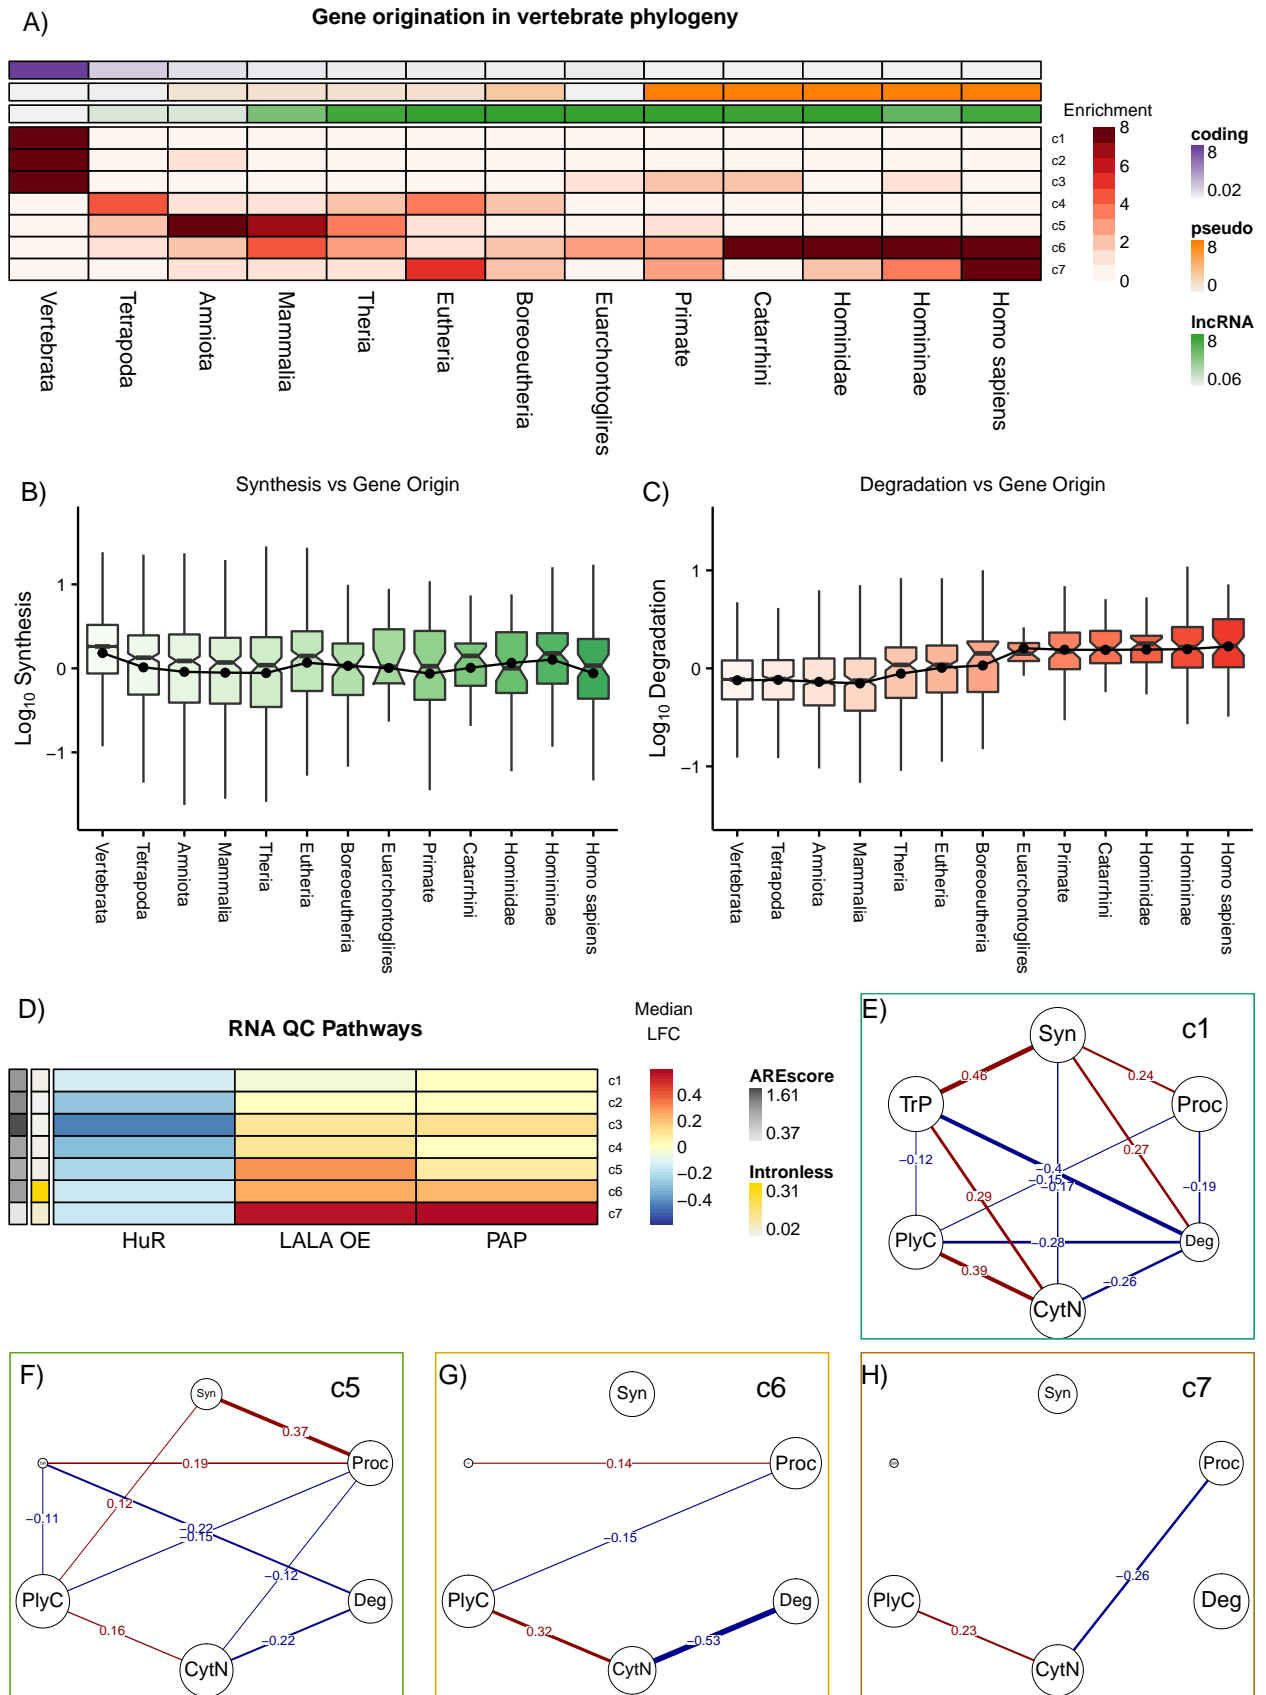 A)
Gene origination in vertebrate phylogeny
Enrichment
8
6
4
2
0
coding
8
0.02
pseudo
8
0
lncRNA
8
0.06
c1
c2
c3
c4
c5
c6
c7
Vertebrata
Tetrapoda
Amniota
Mammalia
Theria
Eutheria
Boreoeutheria
Euarchontoglires
Primate
Catarrhini
Hominidae
Homininae
Homo sapiens
B)
Synthesis vs Gene Origin
Log10 Synthesis
1
0
−1
Vertebrata
Tetrapoda
Amniota
Mammalia
Theria
Eutheria
Boreoeutheria
Euarchontoglires
Primate
Catarrhini
Hominidae
Homininae
Homo sapiens
C)
Degradation vs Gene Origin
Log10 Degradation
1
0
−1
Vertebrata
Tetrapoda
Amniota
Mammalia
Theria
Eutheria
Boreoeutheria
Euarchontoglires
Primate
Catarrhini
Hominidae
Homininae
Homo sapiens
D)
RNA QC Pathways
c1
c2
c3
c4
c5
c6
c7
HuR
LALA OE
PAP
Median
LFC
0.4
0.2
0
−0.2
−0.4
AREscore
1.61
0.37
Intronless
0.31
0.02
E)
c1
Syn
TrP
Proc
PlyC
Deg
CytN
0.46
0.24
−0.12
−0.4
−0.15
−0.17
0.27
−0.19
0.29
−0.28
0.39
−0.26
F)
c5
Syn
Proc
PlyC
Deg
CytN
0.37
0.19
−0.11
0.12
−0.22
−0.15
−0.12
0.16
−0.22
G)
c6
Syn
Proc
PlyC
Deg
CytN
0.14
−0.15
0.32
−0.53
H)
c7
Syn
Proc
PlyC
Deg
CytN
−0.26
0.23